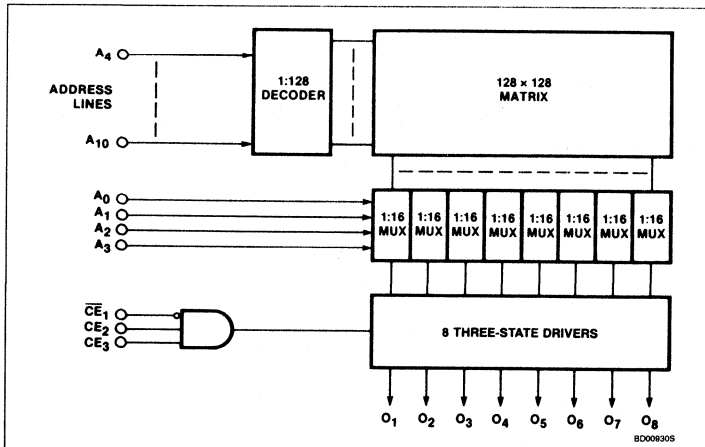 A4
ADDRESS
LINES
A10
1:128
DECODER
128 × 128
MATRIX
A0
A1
A2
A3
1:16
MUX
1:16
MUX
1:16
MUX
1:16
MUX
1:16
MUX
1:16
MUX
1:16
MUX
1:16
MUX
CE1
CE2
CE3
8 THREE-STATE DRIVERS
O1 O2 O3 O4 O5 O6 O7 O8
BD00930S